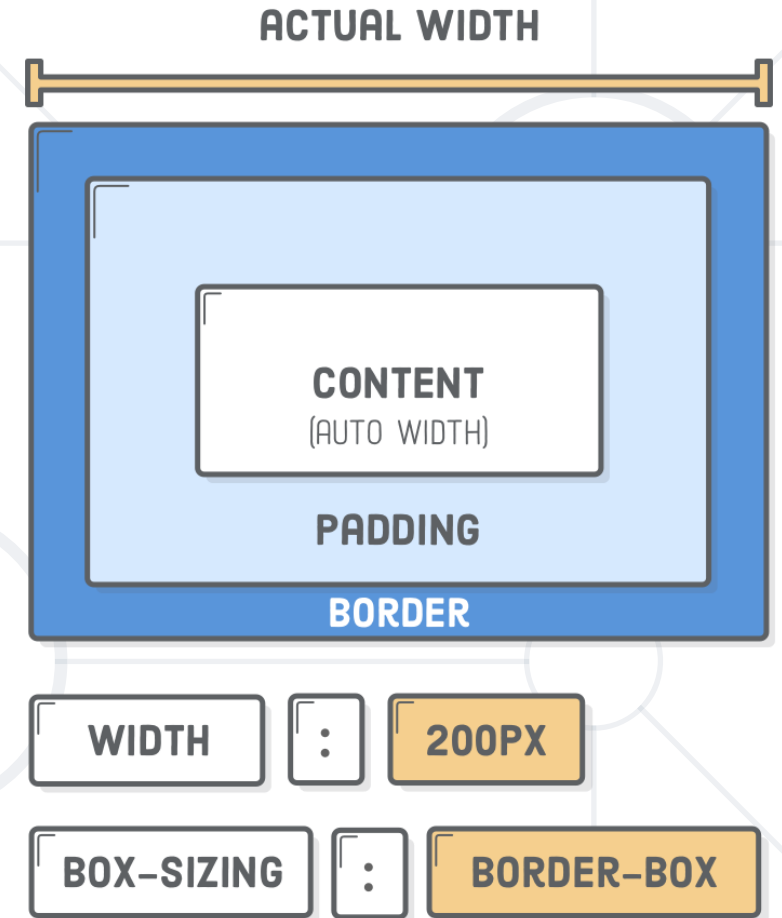 ACTUAL WIDTH
CONTENT
(AUTO WIDTH)
PADDING
BORDER
WIDTH : 200PX
BOX-SIZING : BORDER-BOX